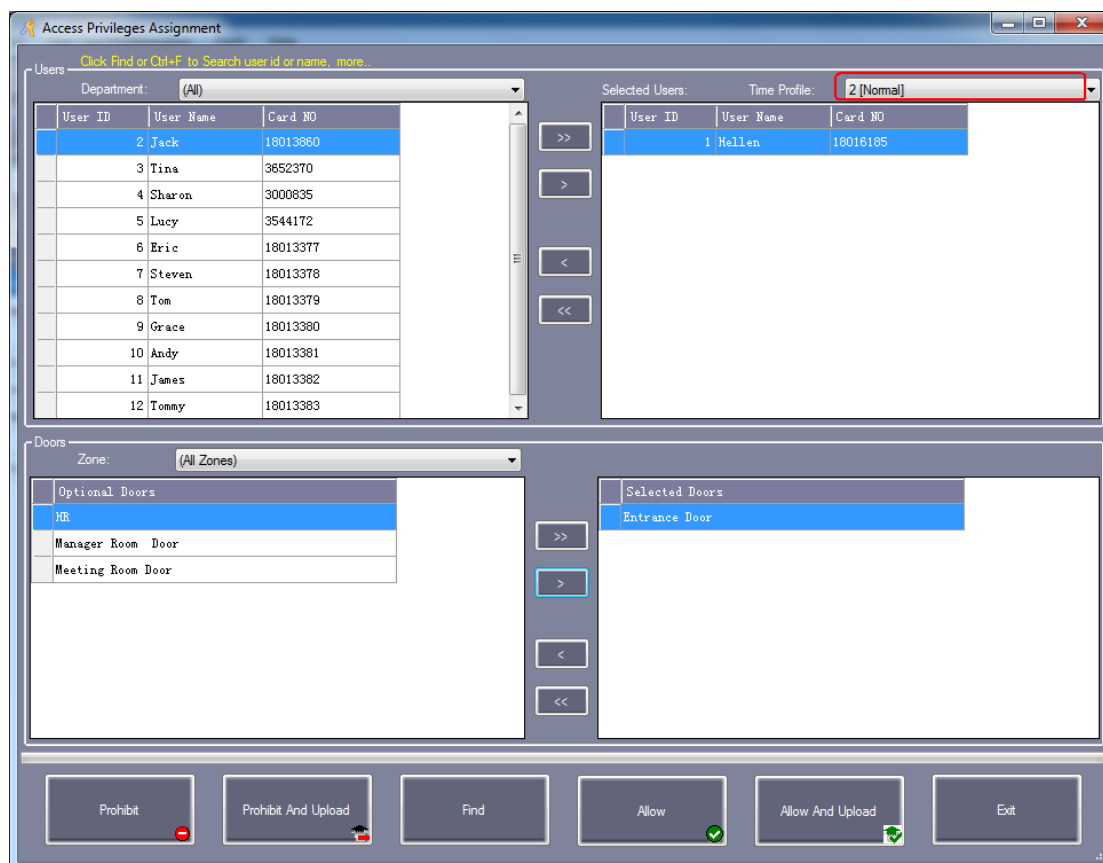 Access Privileges Assignment
Click Find or Ctrl+F to Search user id or name, more..
Users
Department: (All)
Selected Users: Time Profile: 2 [Normal]
User ID User Name Card NO
2 Jack 18013860
3 Tina 3652370
4 Sharon 3000835
5 Lucy 3544172
6 Eric 18013377
7 Steven 18013378
8 Tom 18013379
9 Grace 18013380
10 Andy 18013381
11 James 18013382
12 Tommy 18013383
>>
>
<
<<
User ID User Name Card NO
1 Hellen 18016185
Doors
Zone: (All Zones)
Optional Doors
HR
Manager Room Door
Meeting Room Door
>>
>
<
<<
Selected Doors
Entrance Door
Prohibit
Prohibit And Upload
Find
Allow
Allow And Upload
Exit